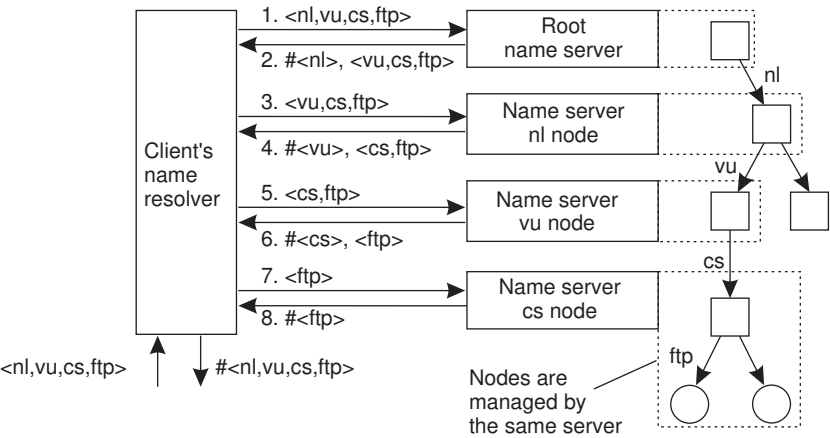 1. <nl,vu,cs,ftp>
Root
name server
2. #<nl>, <vu,cs,ftp>
nl
3. <vu,cs,ftp>
Name server
nl node
4. #<vu>, <cs,ftp>
Client's
name
resolver
vu
5. <cs,ftp>
Name server
vu node
6. #<cs>, <ftp>
cs
7. <ftp>
Name server
cs node
8. #<ftp>
<nl,vu,cs,ftp>
#<nl,vu,cs,ftp>
ftp
Nodes are
managed by
the same server